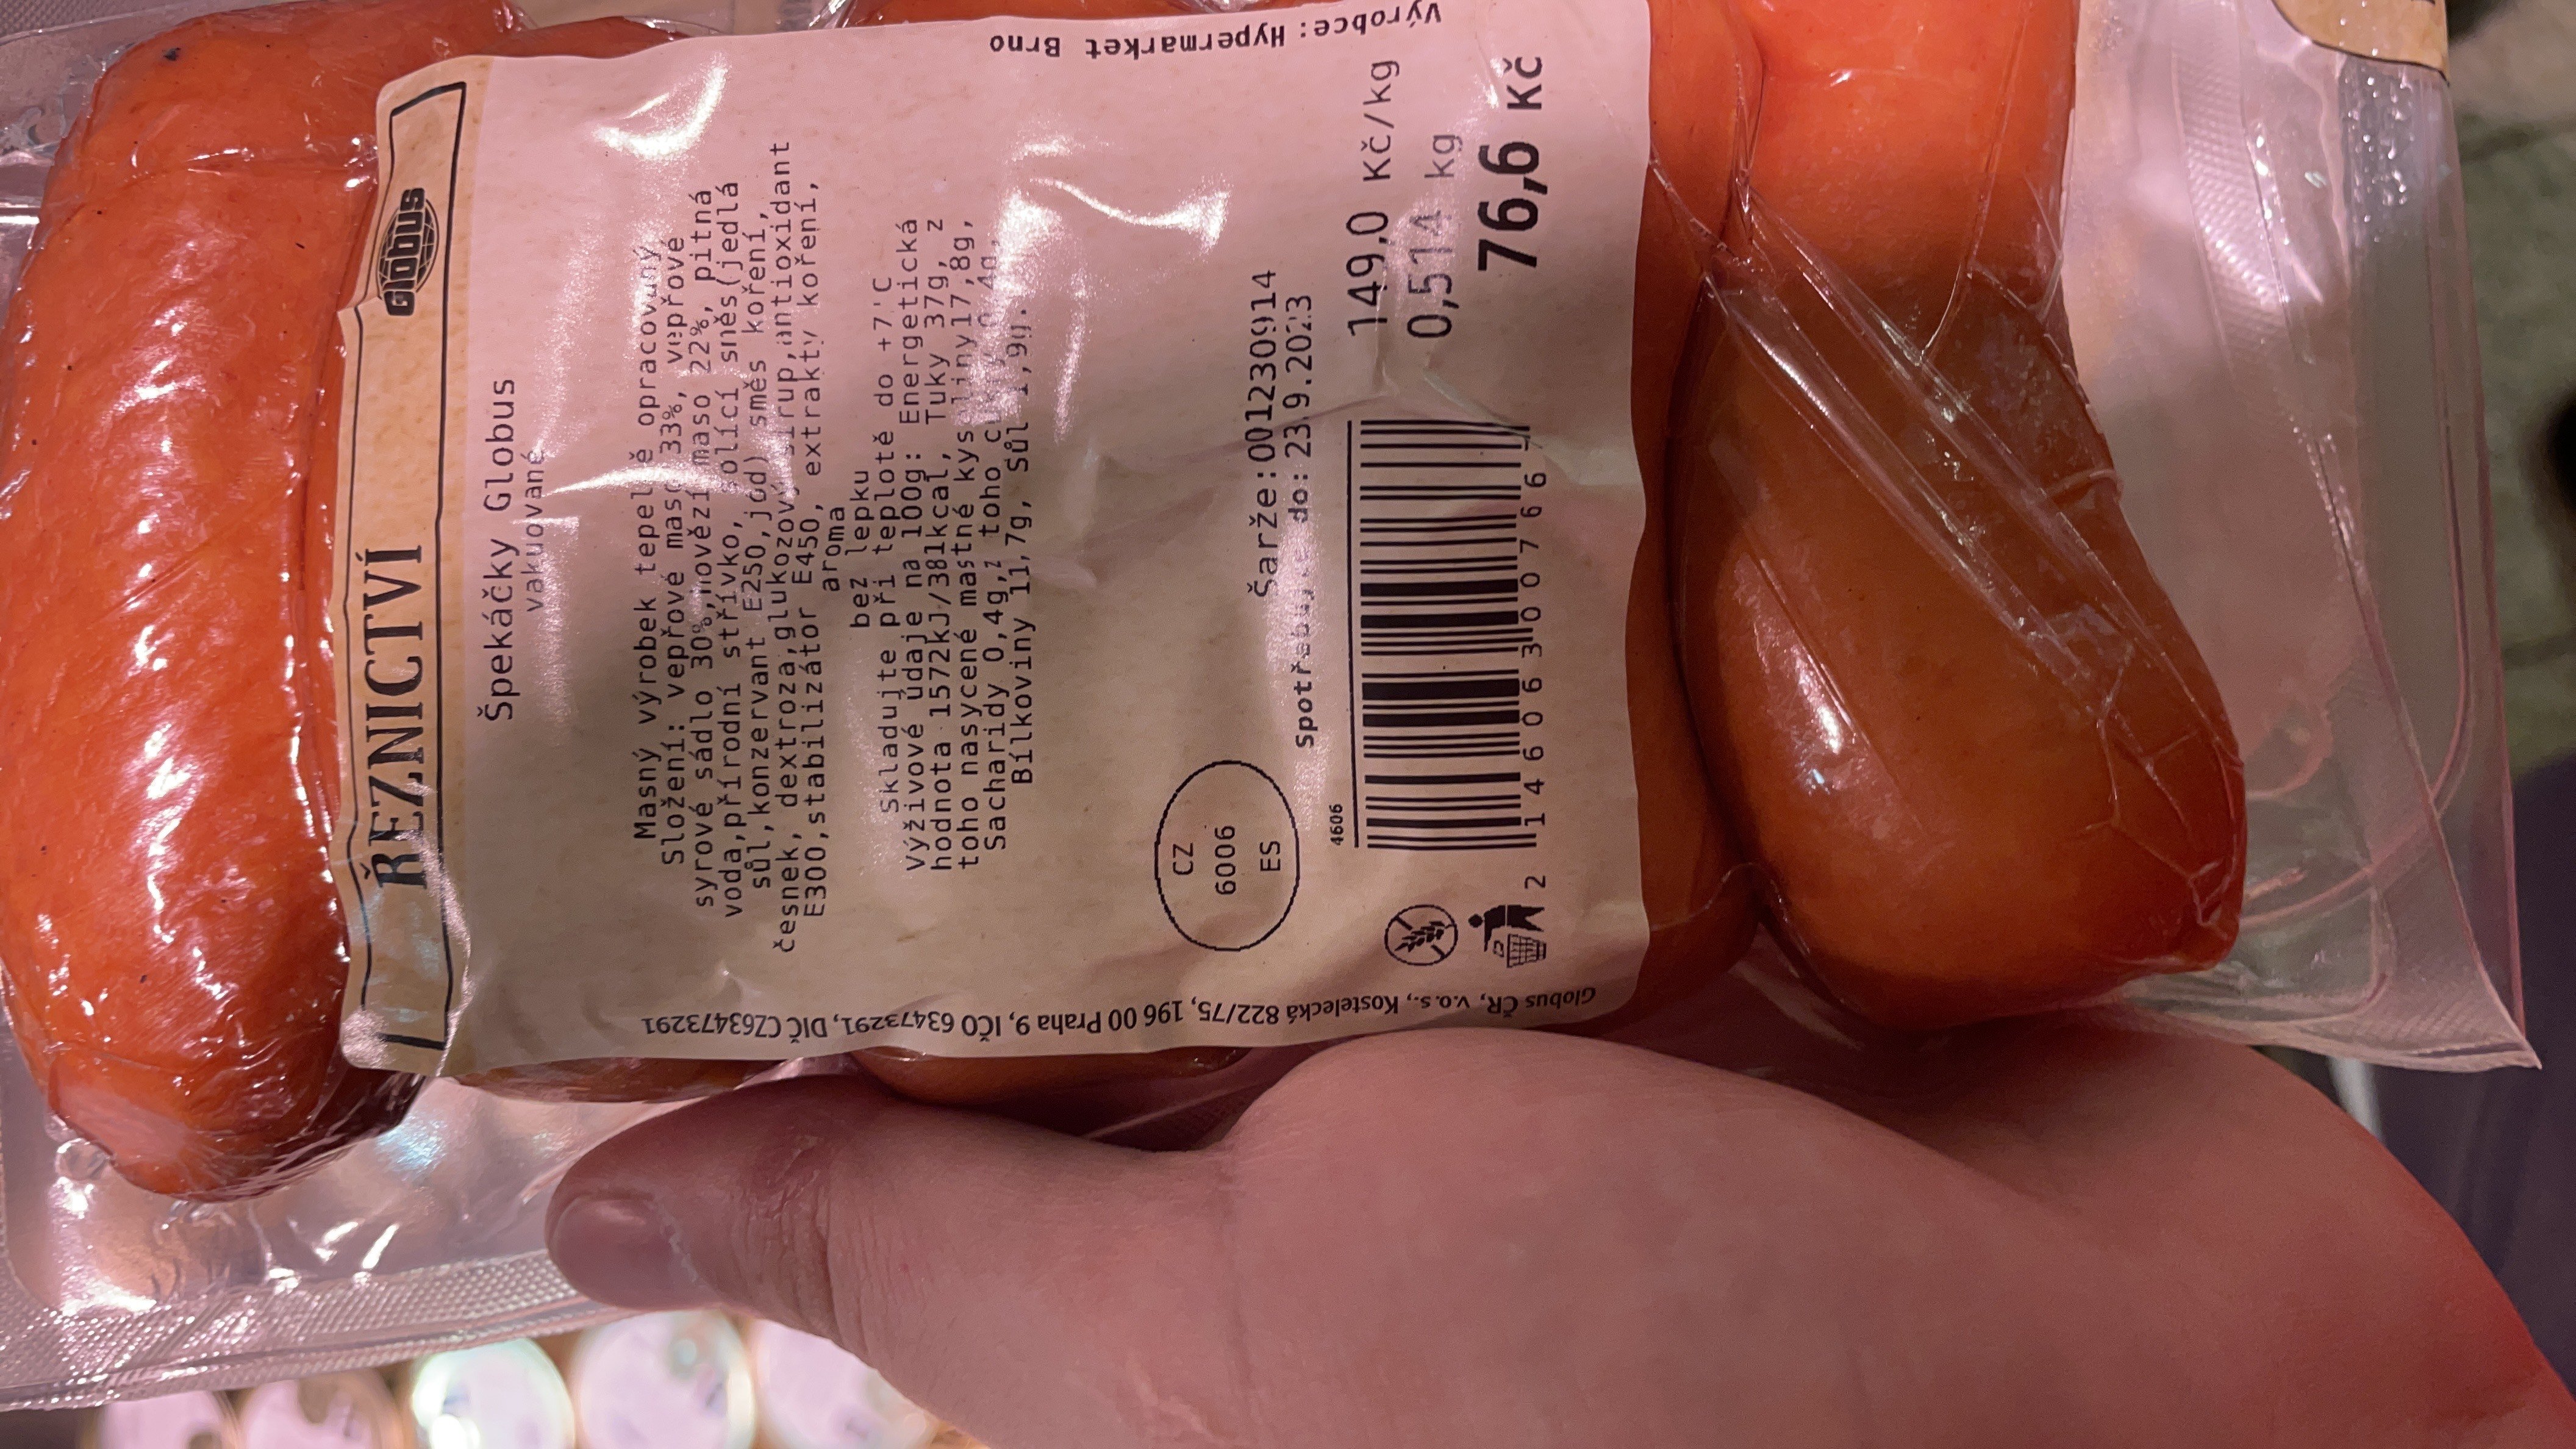 ŘEZNICTVÍ
Globus
Špekáčky Globus
vakuované
Masný výrobek tepelně opracovaný
Složení: vepřové maso 33%, vepřové
syrové sádlo 30%,hovězí maso 22%, pitná
voda,přírodní střívko, solící směs(jedlá
sůl,konzervant E250,jód) směs koření,
česnek, dextroza,glukozový sirup,antioxidant
E300,stabilizátor E450, extrakty koření,
aroma
bez lepku
Skladujte při teplotě do +7'C
Výživové údaje na 100g: Energetická
hodnota 1572kJ/381kcal, Tuky 37g, z
toho nasycené mastné kyseliny17,8g,
Sacharidy 0,4g,z toho cukry 0,4g,
Bílkoviny 11,7g, Sůl 1,9g.
CZ
6006
ES
Šarže:001230914
Spotřebujte do: 23.9.2023
4606
149,0 Kč/kg
0,514 kg
76,6 Kč
2 146063 007667
Výrobce: Hypermarket Brno
Globus ČR, v.o.s., Kostelecká 822/75, 196 00 Praha 9, IČO 63473291, DIČ CZ63473291